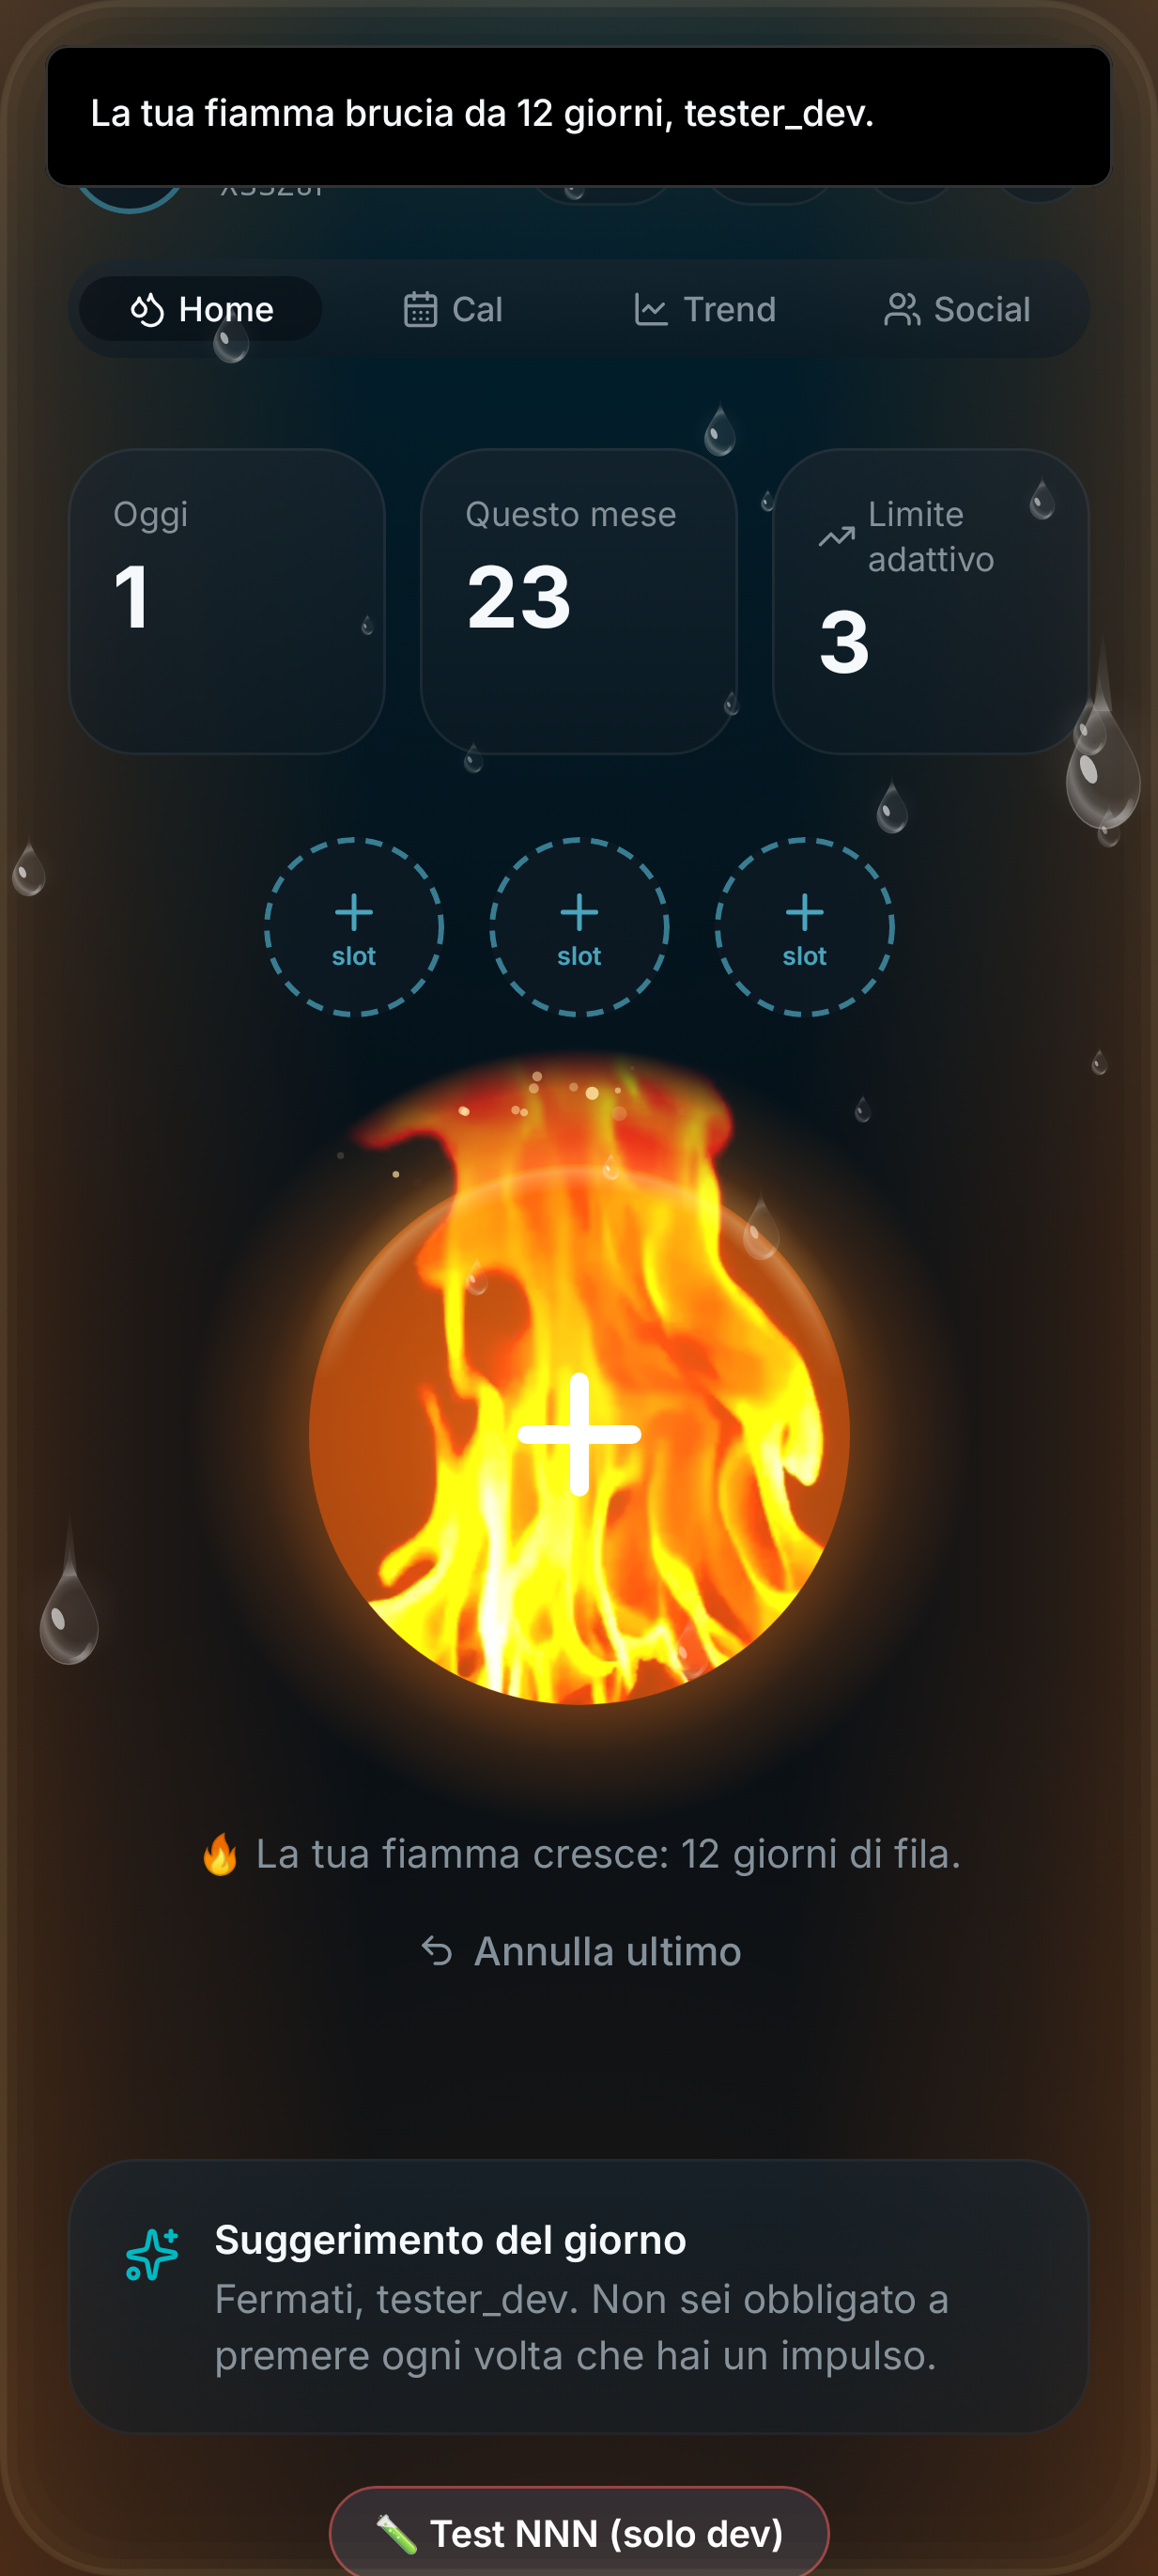 La tua fiamma brucia da 12 giorni, tester_dev.
Home
Cal
Trend
Social
Oggi
1
Questo mese
23
Limite
adattivo
3
slot
slot
slot
🔥 La tua fiamma cresce: 12 giorni di fila.
Annulla ultimo
Suggerimento del giorno
Fermati, tester_dev. Non sei obbligato a
premere ogni volta che hai un impulso.
🧪 Test NNN (solo dev)